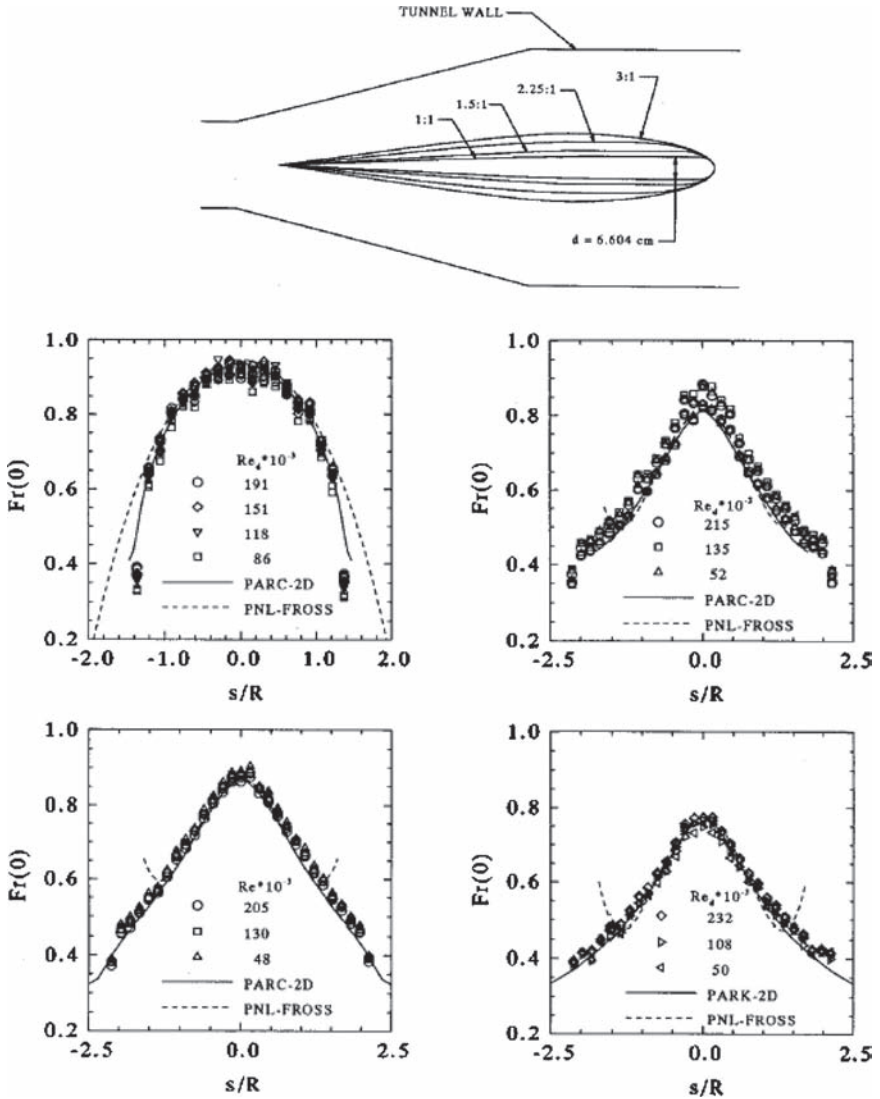 TUNNEL WALL
3:1
2.25:1
1.5:1
1:1
d = 6.604 cm
1.0
0.8
0.6
0.4
0.2
Fr(0)
Re_d*10^-3
191
151
118
86
PARC-2D
PNL-FROSS
-2.0 -1.0 0.0 1.0 2.0
s/R
1.0
0.8
0.6
0.4
0.2
Fr(0)
Re_d*10^-3
215
135
52
PARC-2D
PNL-FROSS
-2.5 0.0 2.5
s/R
1.0
0.8
0.6
0.4
0.2
Fr(0)
Re*10^-3
205
130
48
PARC-2D
PNL-FROSS
-2.5 0.0 2.5
s/R
1.0
0.8
0.6
0.4
0.2
Fr(0)
Re_d*10^-3
232
108
50
PARK-2D
PNL-FROSS
-2.5 0.0 2.5
s/R